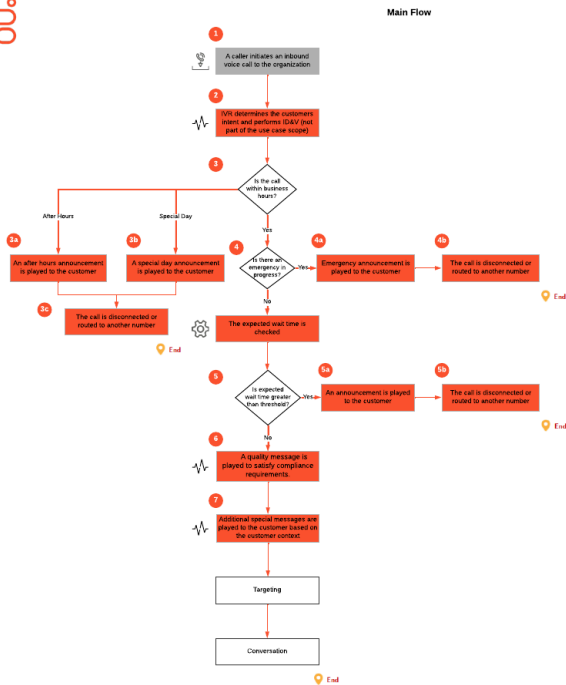 Main Flow
1
A caller initiates an inbound
voice call to the organization
2
IVR determines the customers
intent and performs ID&V (not
part of the use case scope)
3
Is the call
within business
hours?
After Hours
Special Day
Yes
3a
An after hours announcement
is played to the customer
3b
A special day announcement
is played to the customer
4
Is there an
emergency in
progress?
Yes
4a
Emergency announcement is
played to the customer
4b
The call is disconnected or
routed to another number
End
No
3c
The call is disconnected or
routed to another number
End
The expected wait time is
checked
5
Is expected
wait time greater
than threshold?
Yes
5a
An announcement is played
to the customer
5b
The call is disconnected or
routed to another number
End
No
6
A quality message is
played to satisfy compliance
requirements.
7
Additional special messages are
played to the customer based on
the customer context
Targeting
Conversation
End